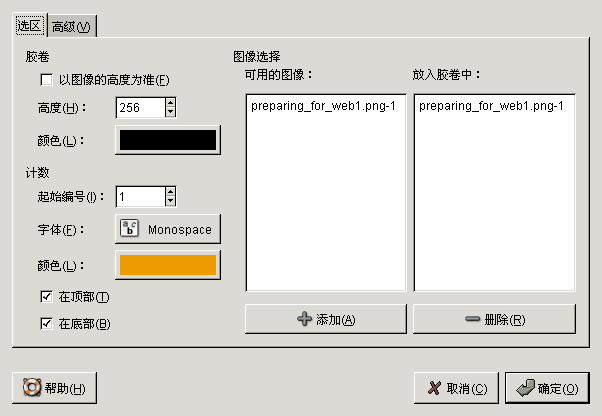 选区 高级(V)
胶卷
以图像的高度为准(F)
高度(H)： 256
颜色(L)：
计数
起始编号(I)： 1
字体(F)： Monospace
颜色(L)：
在顶部(T)
在底部(B)
图像选择
可用的图像：
preparing_for_web1.png-1
添加(A)
放入胶卷中：
preparing_for_web1.png-1
删除(R)
帮助(H) 取消(C) 确定(O)